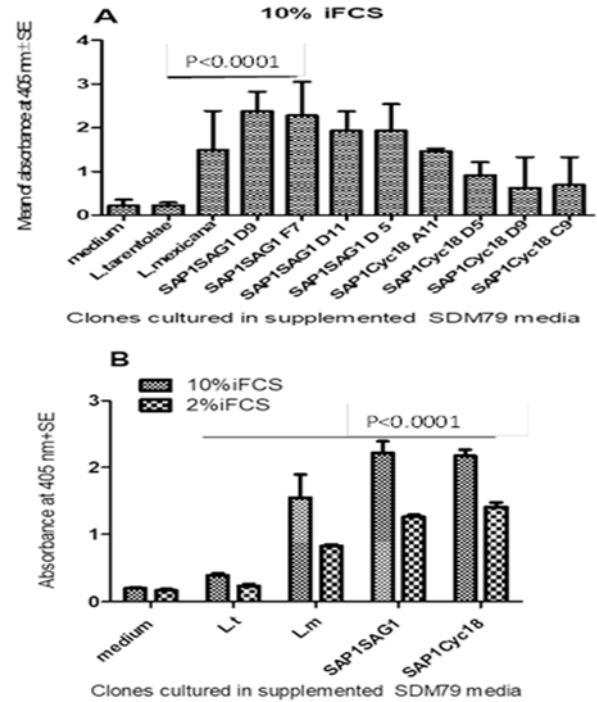 A
10% iFCS
Mean of absorbance at 405 nm±SE
4
3
2
1
0
P<0.0001
medium
L.tarentolae
L.mexicana
SAP1SAG1 D9
SAP1SAG1 F7
SAP1SAG1 D11
SAP1SAG1 D 5
SAP1Cyc18 A11
SAP1Cyc18 D5
SAP1Cyc18 D9
SAP1Cyc18 C9
Clones cultured in supplemented SDM79 media
B
10%iFCS
2%iFCS
Absorbance at 405 nm+SE
3
2
1
0
P<0.0001
medium
L.t
L.m
SAP1SAG1
SAP1Cyc18
Clones cultured in supplemented SDM79 media